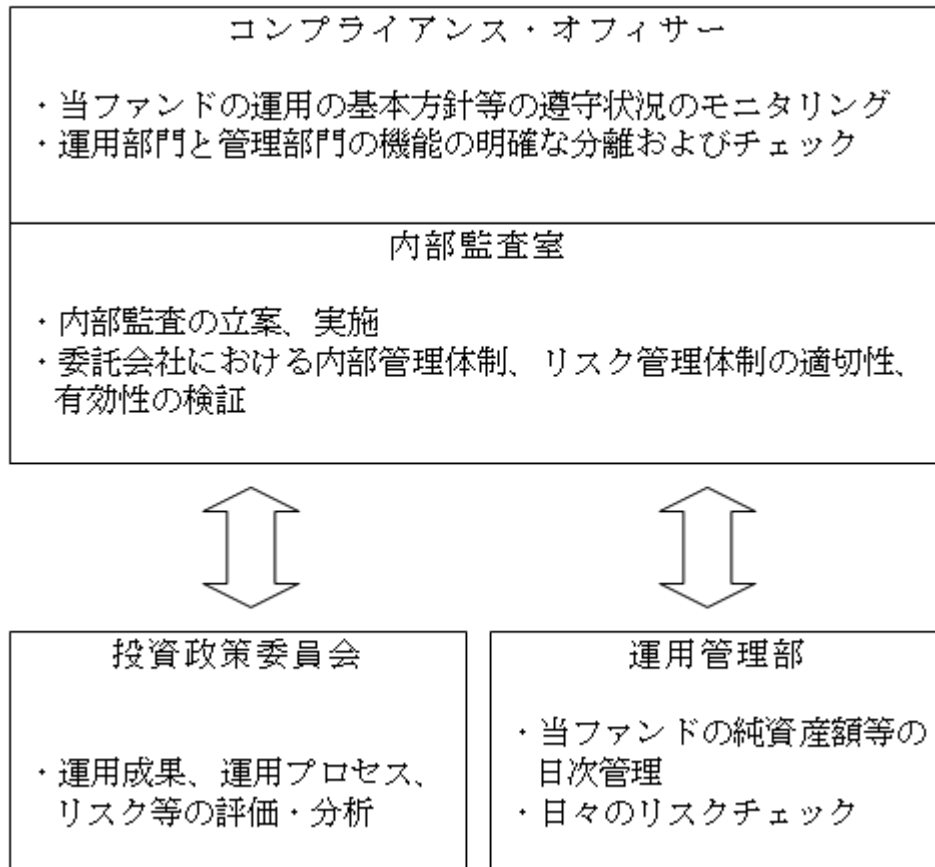 コンプライアンス・オフィサー
・当ファンドの運用の基本方針等の遵守状況のモニタリング
・運用部門と管理部門の機能の明確な分離およびチェック
内部監査室
・内部監査の立案、実施
・委託会社における内部管理体制、リスク管理体制の適切性、
有効性の検証
投資政策委員会
・運用成果、運用プロセス、
リスク等の評価・分析
運用管理部
・当ファンドの純資産額等の
日次管理
・日々のリスクチェック